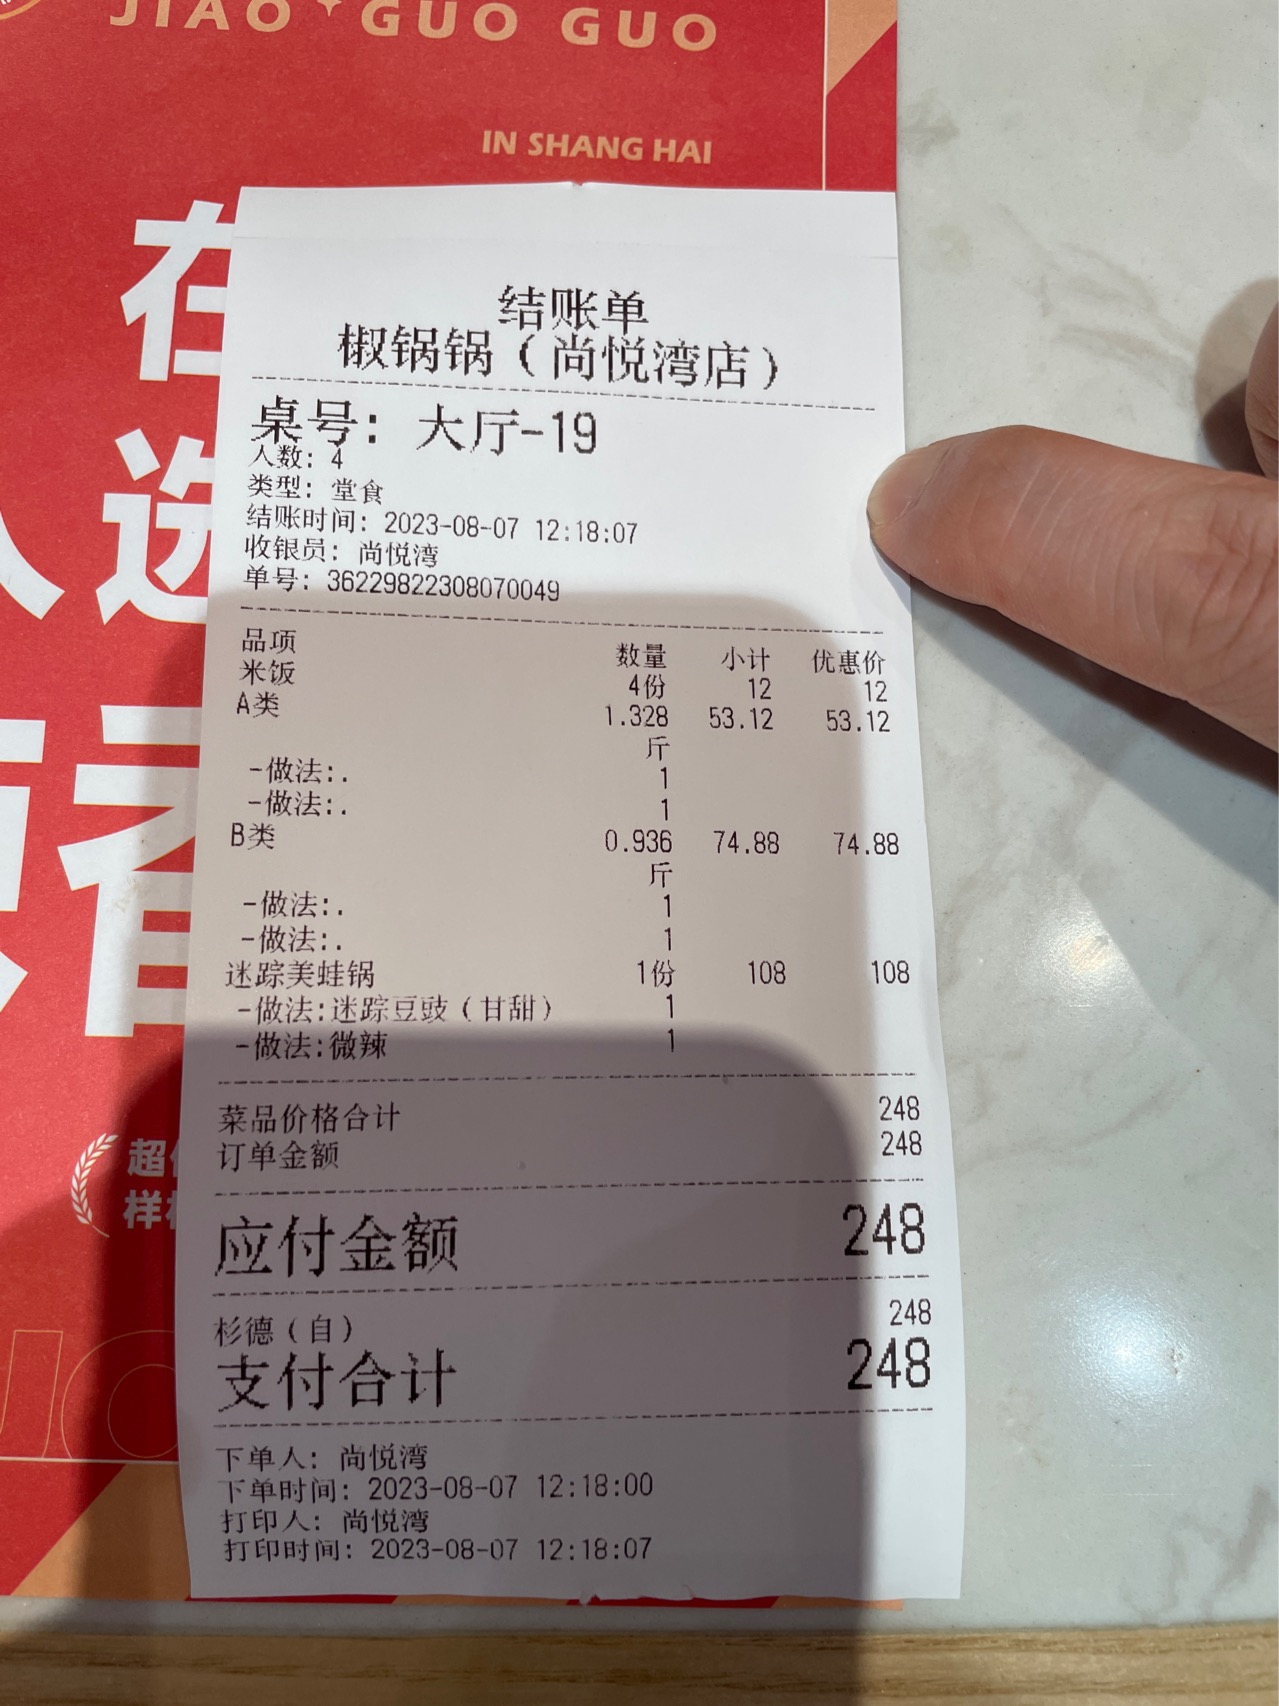 JIAO GUO GUO
IN SHANG HAI
在
选
香
超
样
结账单
椒锅锅（尚悦湾店）
桌号：大厅-19
人数：4
类型：堂食
结账时间：2023-08-07 12:18:07
收银员：尚悦湾
单号：36229822308070049
品项 数量 小计 优惠价
米饭 4份 12 12
A类 1.328 53.12 53.12
斤
-做法:. 1
-做法:. 1
B类 0.936 74.88 74.88
斤
-做法:. 1
-做法:. 1
迷踪美蛙锅 1份 108 108
-做法:迷踪豆豉（甘甜） 1
-做法:微辣 1
菜品价格合计 248
订单金额 248
应付金额 248
杉德（自） 248
支付合计 248
下单人：尚悦湾
下单时间：2023-08-07 12:18:00
打印人：尚悦湾
打印时间：2023-08-07 12:18:07